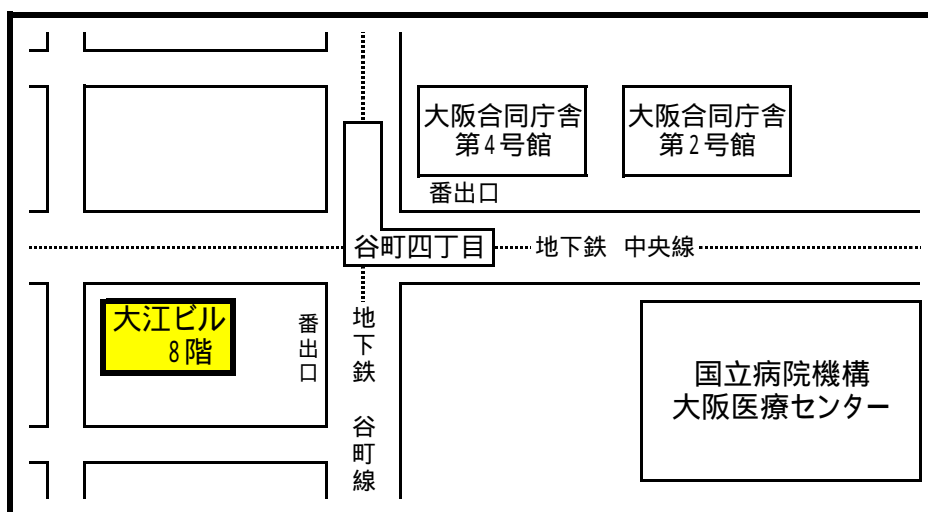 大阪合同庁舎
第4号館
大阪合同庁舎
第2号館
番出口
谷町四丁目
地下鉄 中央線
大江ビル
8階
番出口
地下鉄 谷町線
国立病院機構
大阪医療センター